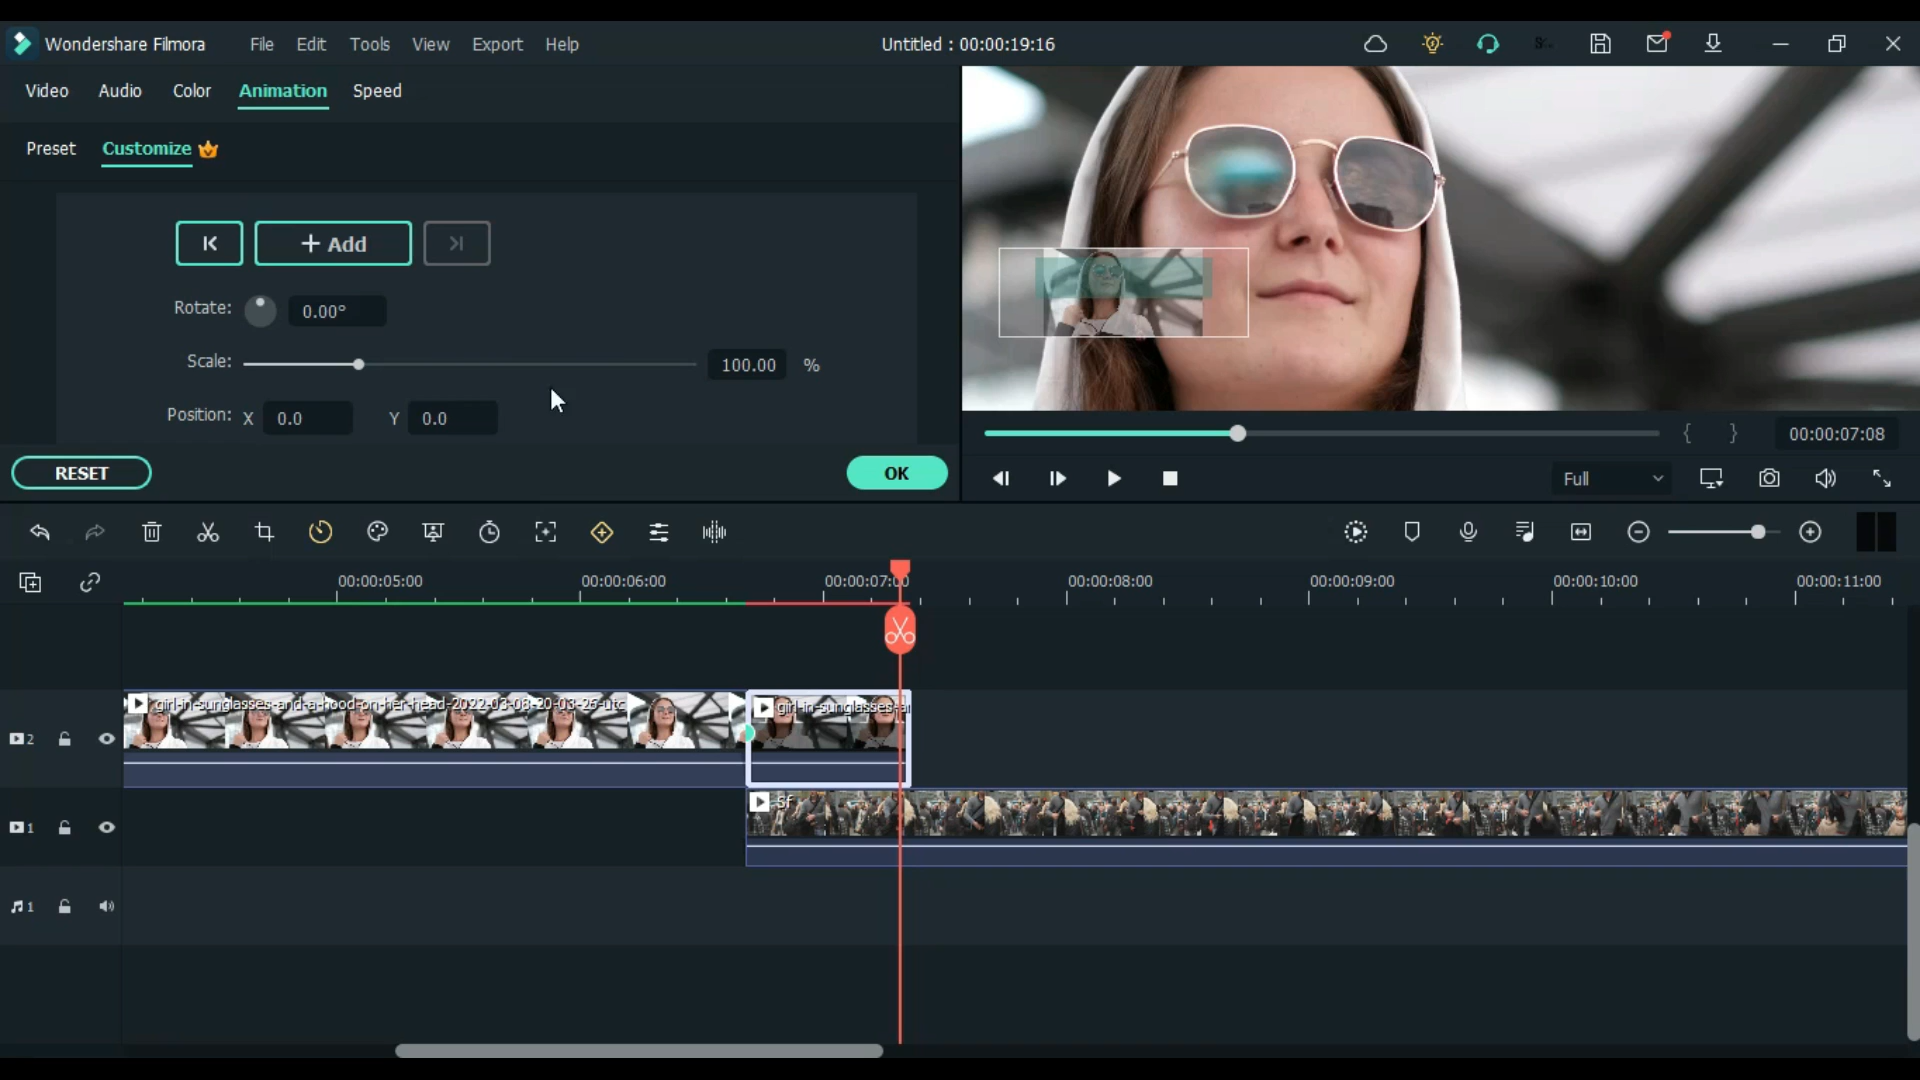 Wondershare Filmora File Edit Tools View Export Help Untitled : 00:00:19:16
Video Audio Color Animation Speed
Preset Customize
+ Add
Rotate: 0.00°
Scale: 100.00 %
Position: X 0.0 Y 0.0
RESET OK
00:00:07:08
Full
00:00:05:00 00:00:06:00 00:00:07:00 00:00:08:00 00:00:09:00 00:00:10:00 00:00:11:00
2 girl-in-sunglasses-and-a-hood-on-her-head-2022-03-08-20-03-25-utc girl-in-sunglasses-a
1 Sf
1